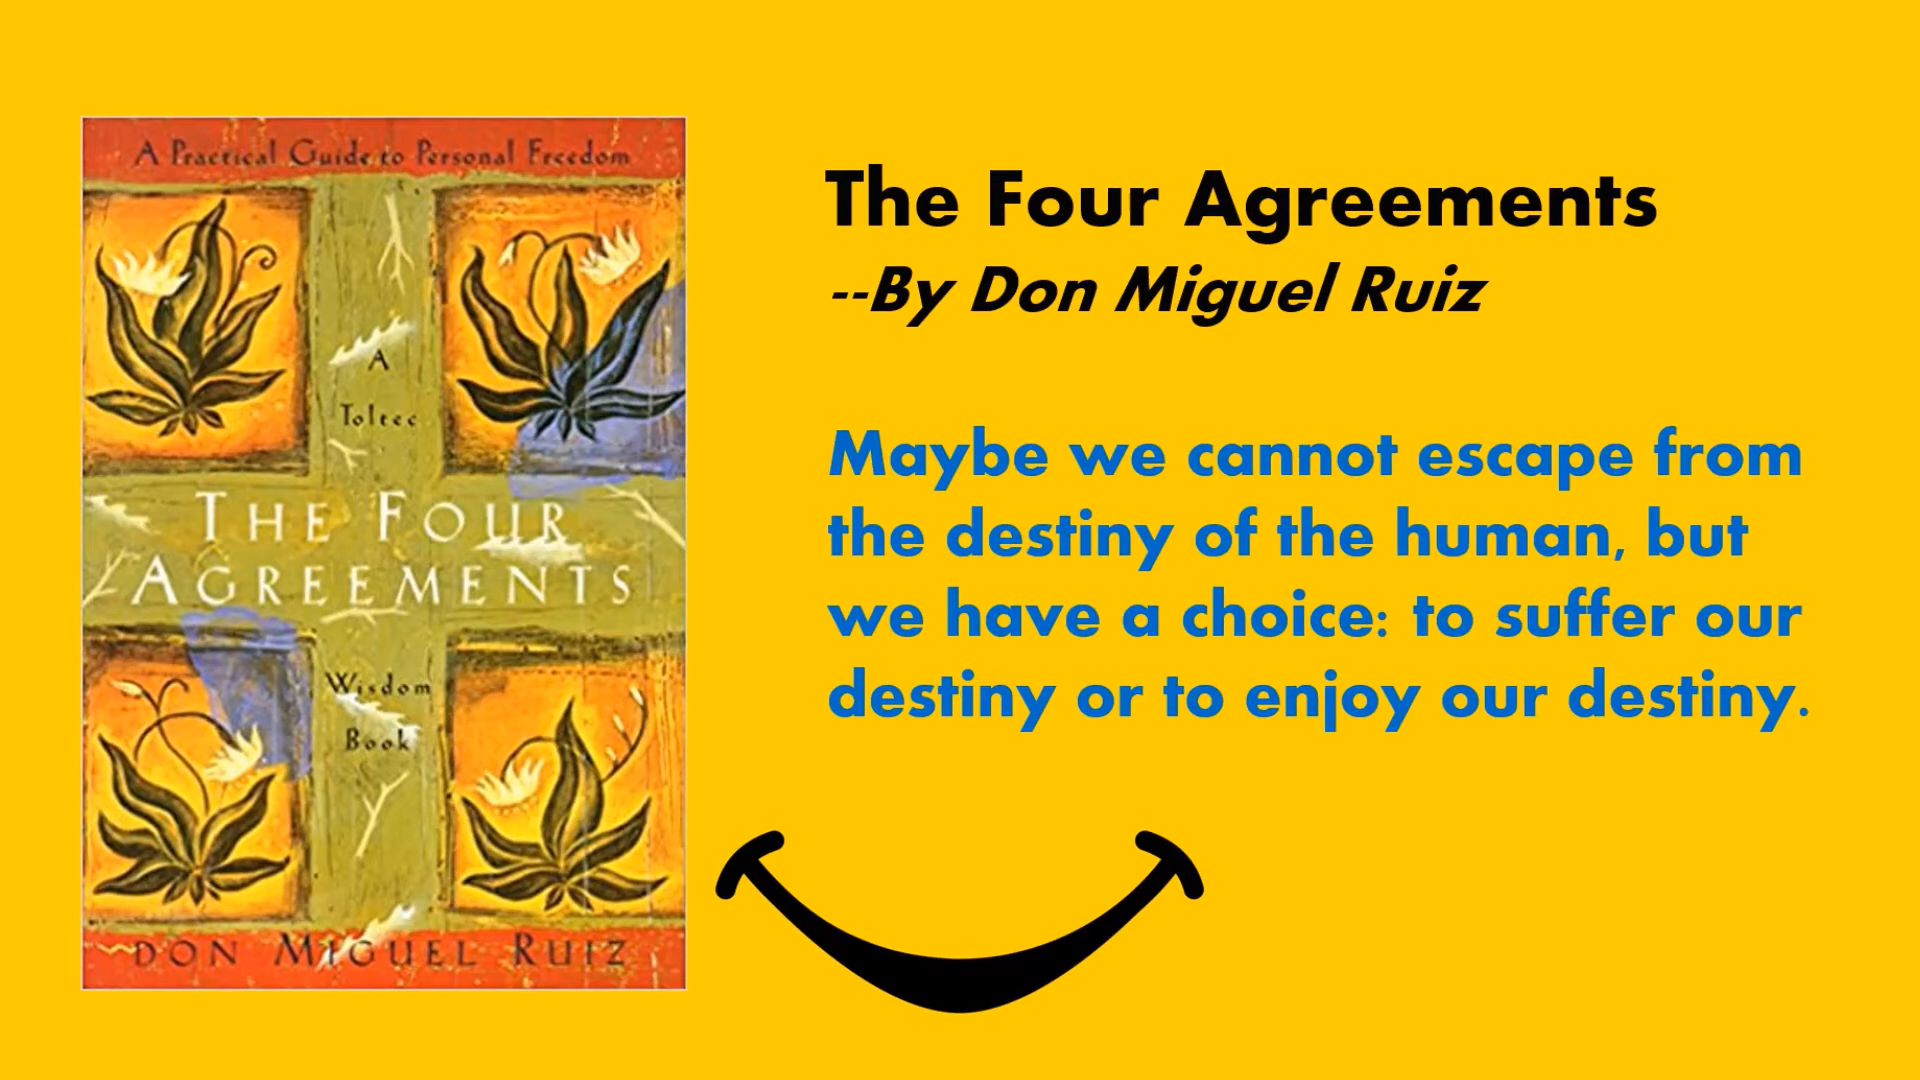 A Practical Guide to Personal Freedom
A
Toltec
THE FOUR
AGREEMENTS
Wisdom
Book
DON MIGUEL RUIZ
The Four Agreements
--By Don Miguel Ruiz
Maybe we cannot escape from
the destiny of the human, but
we have a choice: to suffer our
destiny or to enjoy our destiny.